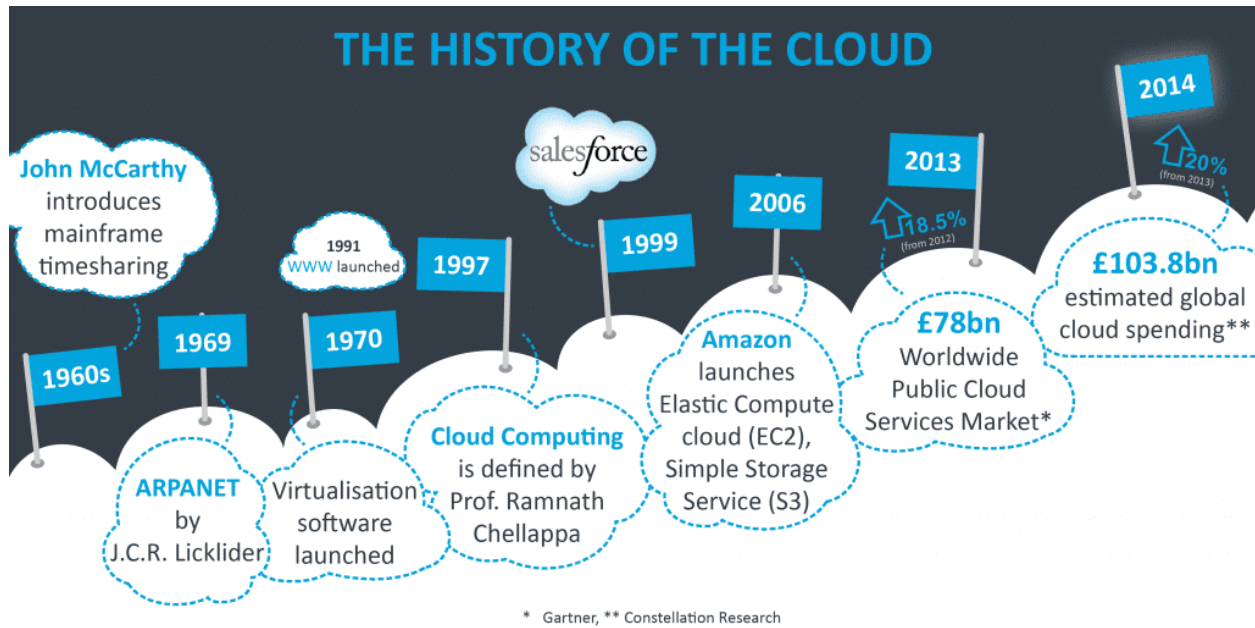 THE HISTORY OF THE CLOUD
1960s
John McCarthy
introduces
mainframe
timesharing
1969
ARPANET
by
J.C.R. Licklider
1970
Virtualisation
software
launched
1991
WWW launched
1997
Cloud Computing
is defined by
Prof. Ramnath
Chellappa
1999
salesforce
2006
Amazon
launches
Elastic Compute
cloud (EC2),
Simple Storage
Service (S3)
2013
18.5%
(from 2012)
£78bn
Worldwide
Public Cloud
Services Market*
2014
20%
(from 2013)
£103.8bn
estimated global
cloud spending**
* Gartner, ** Constellation Research